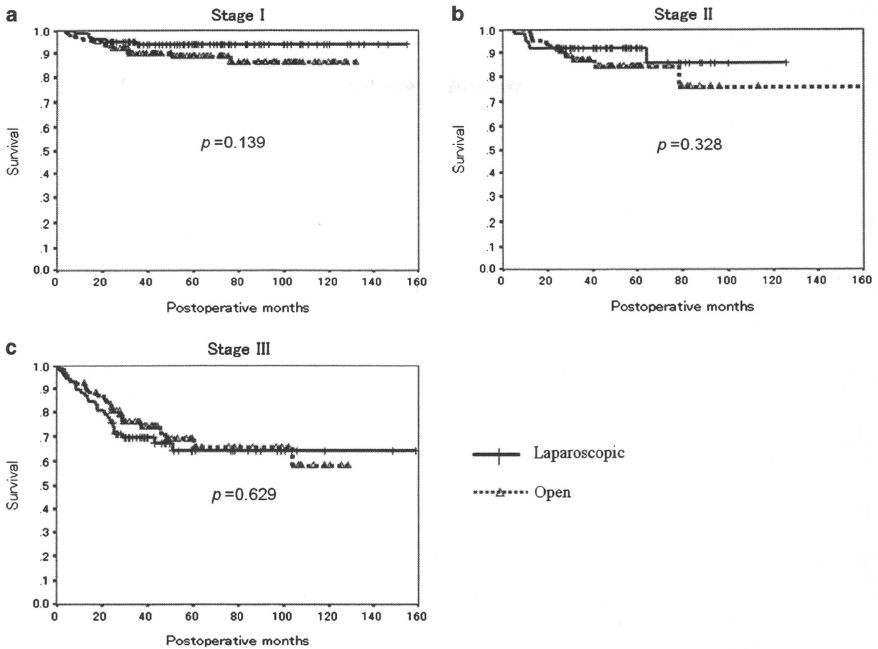 a
Stage I
1.0
.9
.8
.7
.6
.5
.4
.3
.2
.1
0.0
Survival
p=0.139
0 20 40 60 80 100 120 140 160
Postoperative months
b
Stage II
1.0
.9
.8
.7
.6
.5
.4
.3
.2
.1
0.0
Survival
p=0.328
0 20 40 60 80 100 120 140 160
Postoperative months
c
Stage III
1.0
.9
.8
.7
.6
.5
.4
.3
.2
.1
0.0
Survival
p=0.629
0 20 40 60 80 100 120 140 160
Postoperative months
Laparoscopic
Open